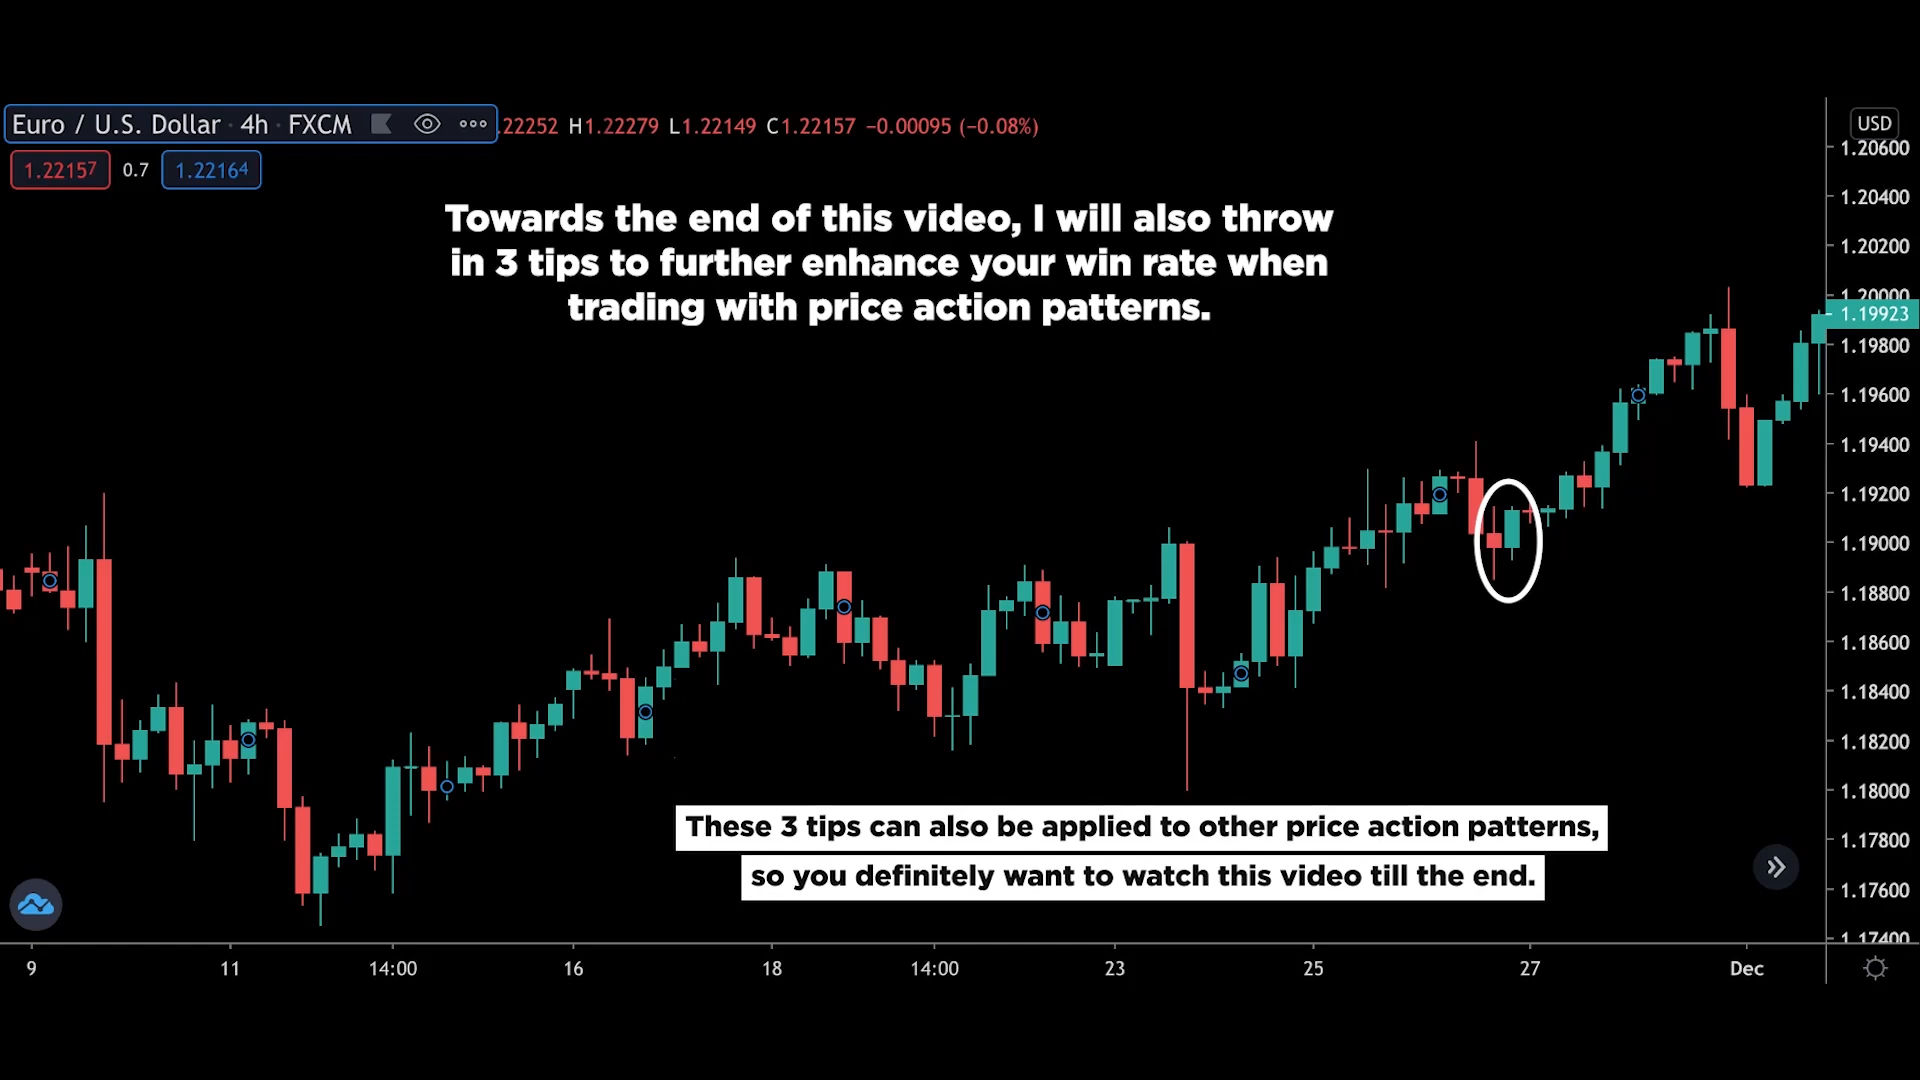 Euro / U.S. Dollar · 4h · FXCM .22252 H1.22279 L1.22149 C1.22157 −0.00095 (−0.08%)
USD
1.22157 0.7 1.22164
1.20600
1.20400
1.20200
1.20000
1.19923
1.19800
1.19600
1.19400
1.19200
1.19000
1.18800
1.18600
1.18400
1.18200
1.18000
1.17800
1.17600
1.17400
Towards the end of this video, I will also throw
in 3 tips to further enhance your win rate when
trading with price action patterns.
These 3 tips can also be applied to other price action patterns,
so you definitely want to watch this video till the end.
9 11 14:00 16 18 14:00 23 25 27 Dec